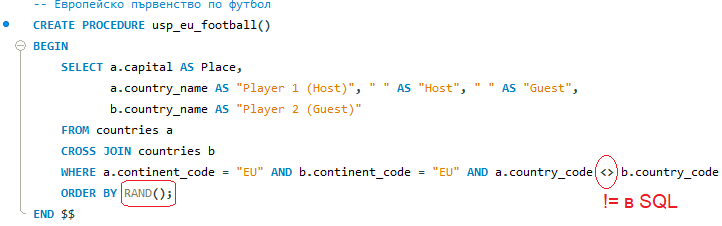 -- Европейско първенство по футбол
CREATE PROCEDURE usp_eu_football()
BEGIN
SELECT a.capital AS Place,
a.country_name AS "Player 1 (Host)", " " AS "Host", " " AS "Guest",
b.country_name AS "Player 2 (Guest)"
FROM countries a
CROSS JOIN countries b
WHERE a.continent_code = "EU" AND b.continent_code = "EU" AND a.country_code <> b.country_code
ORDER BY RAND();
!= в SQL
END $$